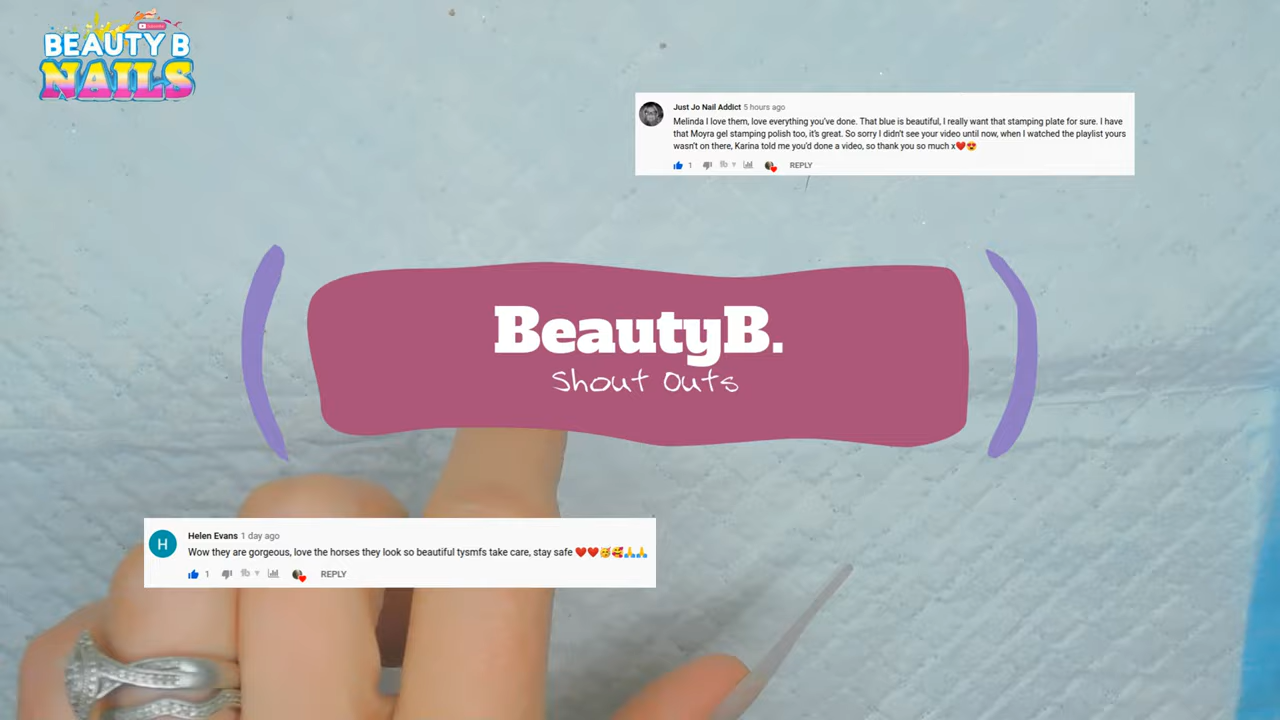 BEAUTY B
NAILS
Just Jo Nail Addict 5 hours ago
Melinda I love them, love everything you've done. That blue is beautiful, I really want that stamping plate for sure. I have
that Moyra gel stamping polish too, it's great. So sorry I didn't see your video until now, when I watched the playlist yours
wasn't on there, Karina told me you'd done a video, so thank you so much x❤️😍
1 REPLY
BeautyB.
Shout Outs
H
Helen Evans 1 day ago
Wow they are gorgeous, love the horses they look so beautiful tysmfs take care, stay safe ❤️❤️🥳🥰🙏🙏
1 REPLY